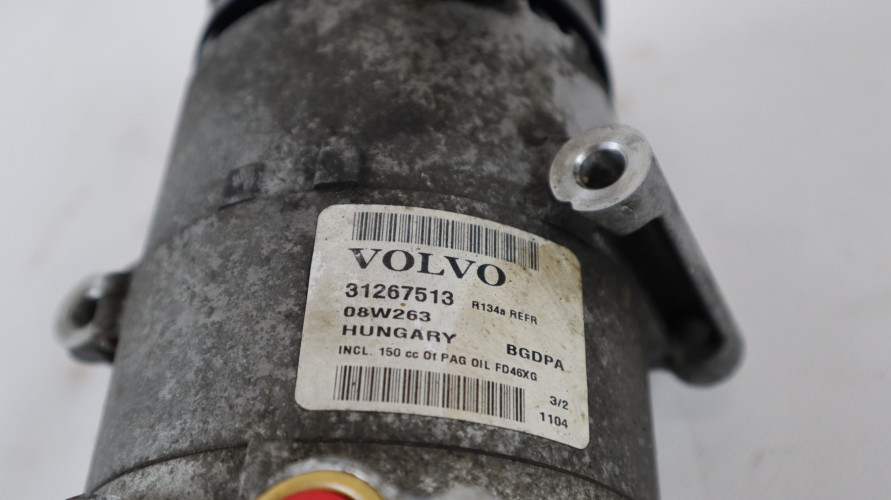 VOLVO
31267513 R134a REFR
08W263
HUNGARY BGDPA
INCL. 150 cc Of PAG OIL FD46XG
3/2
1104